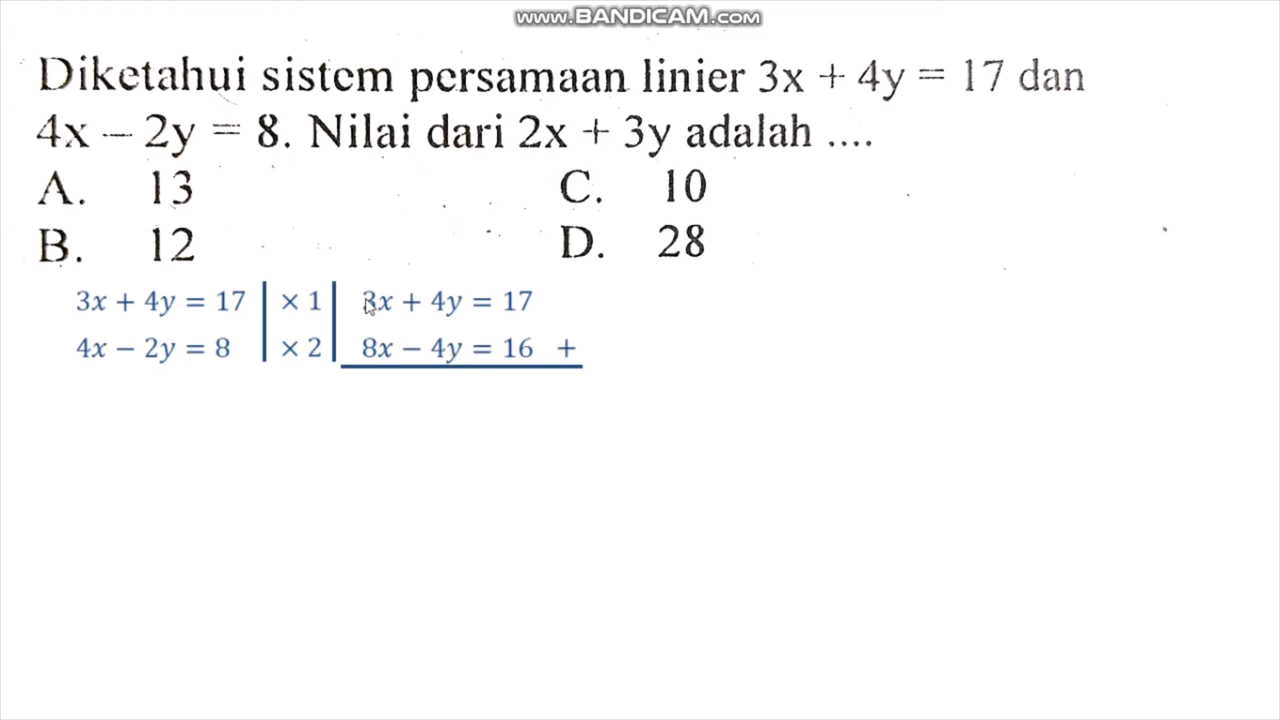 www.BANDICAM.com
Diketahui sistem persamaan linier 3x + 4y = 17 dan
4x – 2y = 8. Nilai dari 2x + 3y adalah ....
A. 13 C. 10
B. 12 D. 28
3x + 4y = 17 | × 1 | 3x + 4y = 17
4x − 2y = 8 | × 2 | 8x − 4y = 16 +